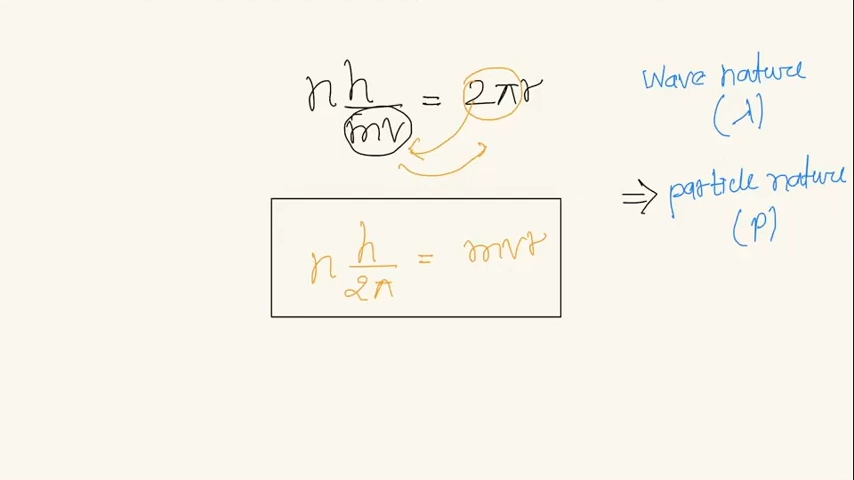 n h/mv = 2πr
n h/2π = mvr
wave nature
(λ)
⇒ particle nature
(p)